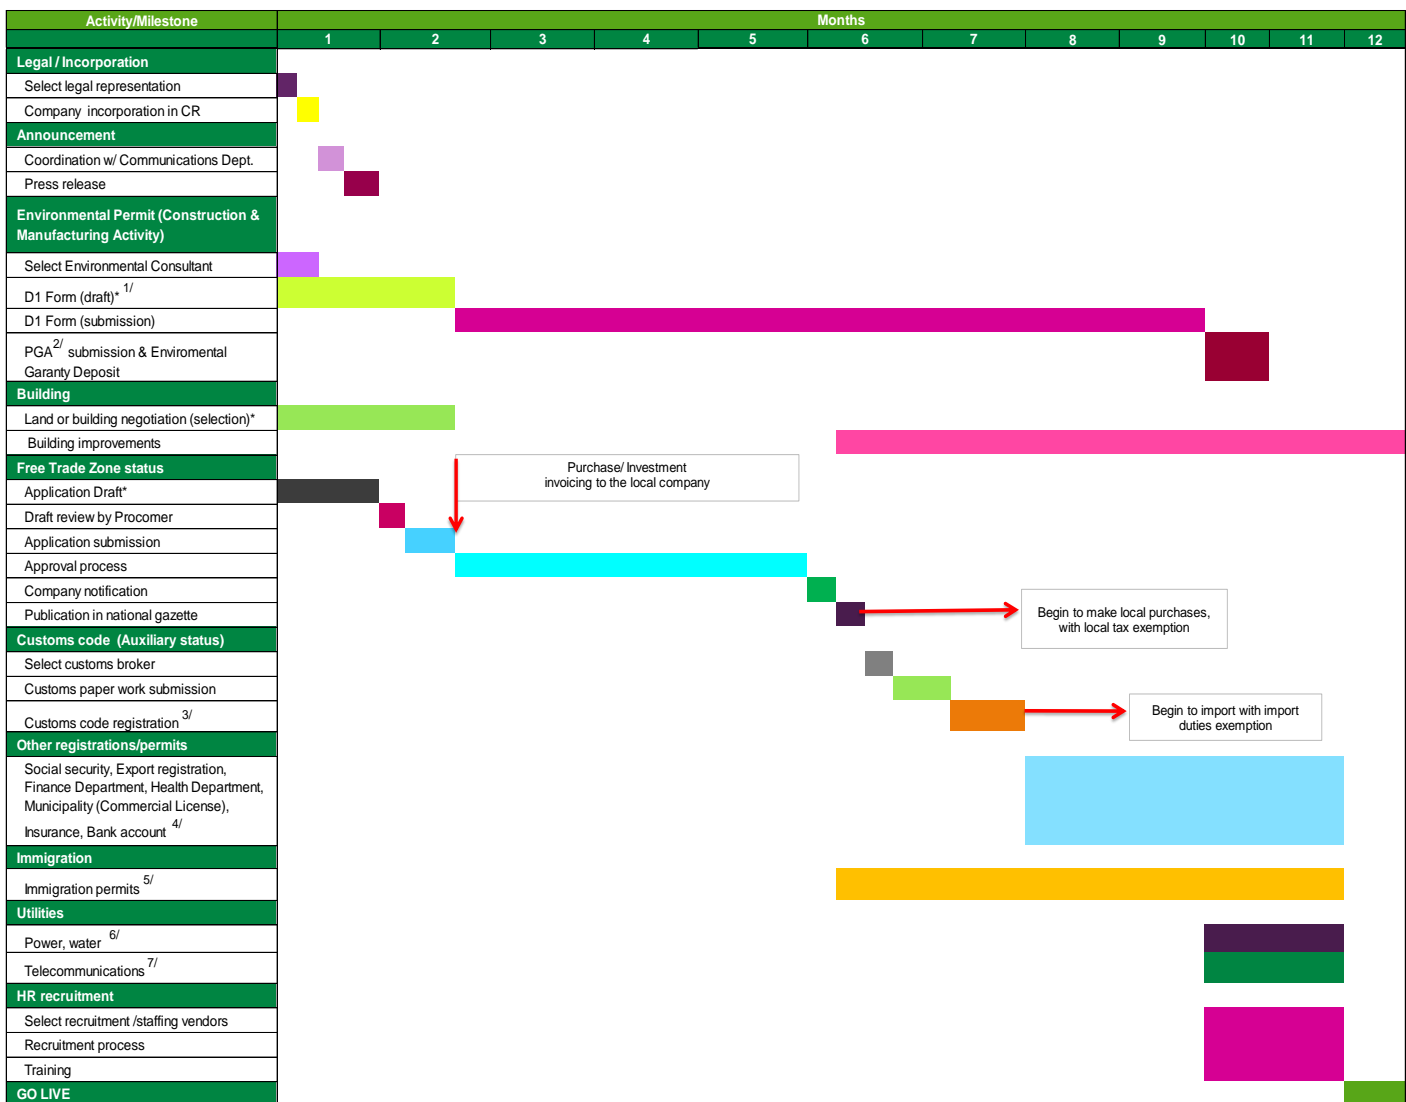 Activity/Milestone Months
1 2 3 4 5 6 7 8 9 10 11 12
Legal / Incorporation
Select legal representation
Company incorporation in CR
Announcement
Coordination w/ Communications Dept.
Press release
Environmental Permit (Construction &
Manufacturing Activity)
Select Environmental Consultant
D1 Form (draft)* 1/
D1 Form (submission)
PGA2/ submission & Enviromental
Garanty Deposit
Building
Land or building negotiation (selection)*
Building improvements
Free Trade Zone status
Purchase/ Investment
invoicing to the local company
Application Draft*
Draft review by Procomer
Application submission
Approval process
Company notification
Publication in national gazette
Begin to make local purchases,
with local tax exemption
Customs code (Auxiliary status)
Select customs broker
Customs paper work submission
Customs code registration 3/
Begin to import with import
duties exemption
Other registrations/permits
Social security, Export registration,
Finance Department, Health Department,
Municipality (Commercial License),
Insurance, Bank account 4/
Immigration
Immigration permits 5/
Utilities
Power, water 6/
Telecommunications 7/
HR recruitment
Select recruitment /staffing vendors
Recruitment process
Training
GO LIVE